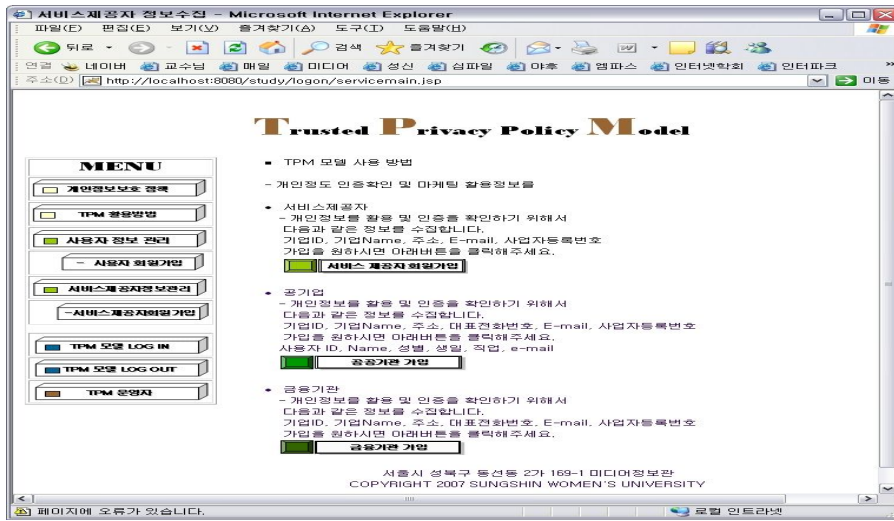 서비스제공자 정보수집 - Microsoft Internet Explorer
파일(F) 편집(E) 보기(V) 즐겨찾기(A) 도구(T) 도움말(H)
뒤로 검색 즐겨찾기
연결 네이버 교수님 매일 미디어 성신 심파일 야후 엠파스 인터넷학회 인터파크 »
주소(D) http://localhost:8080/study/logon/servicemain.jsp 이동
Trusted Privacy Policy Model
MENU
개인정보보호 정책
TPM 활용방법
사용자 정보 관리
- 사용자 회원가입
서비스제공자정보관리
-서비스제공자회원가입
TPM 모델 LOG IN
TPM 모델 LOG OUT
TPM 운영자
TPM 모델 사용 방법
- 개인정도 인증확인 및 마케팅 활용정보를
• 서비스제공자
- 개인정보를 활용 및 인증을 확인하기 위해서
다음과 같은 정보를 수집합니다.
기업ID, 기업Name, 주소, E-mail, 사업자등록번호
가입을 원하시면 아래버튼을 클릭해주세요.
서비스 제공자 회원가입
• 공기업
- 개인정보를 활용 및 인증을 확인하기 위해서
다음과 같은 정보를 수집합니다.
기업ID, 기업Name, 주소, 대표전화번호, E-mail, 사업자등록번호
가입을 원하시면 아래버튼을 클릭해주세요.
사용자 ID, Name, 성별, 생일, 직업, e-mail
공공기관 가입
• 금융기관
- 개인정보를 활용 및 인증을 확인하기 위해서
다음과 같은 정보를 수집합니다.
기업ID, 기업Name, 주소, 대표전화번호, E-mail, 사업자등록번호
가입을 원하시면 아래버튼을 클릭해주세요.
금융기관 가입
서울시 성북구 동선동 2가 169-1 미디어정보관
COPYRIGHT 2007 SUNGSHIN WOMEN'S UNIVERSITY
페이지에 오류가 있습니다.
로컬 인트라넷